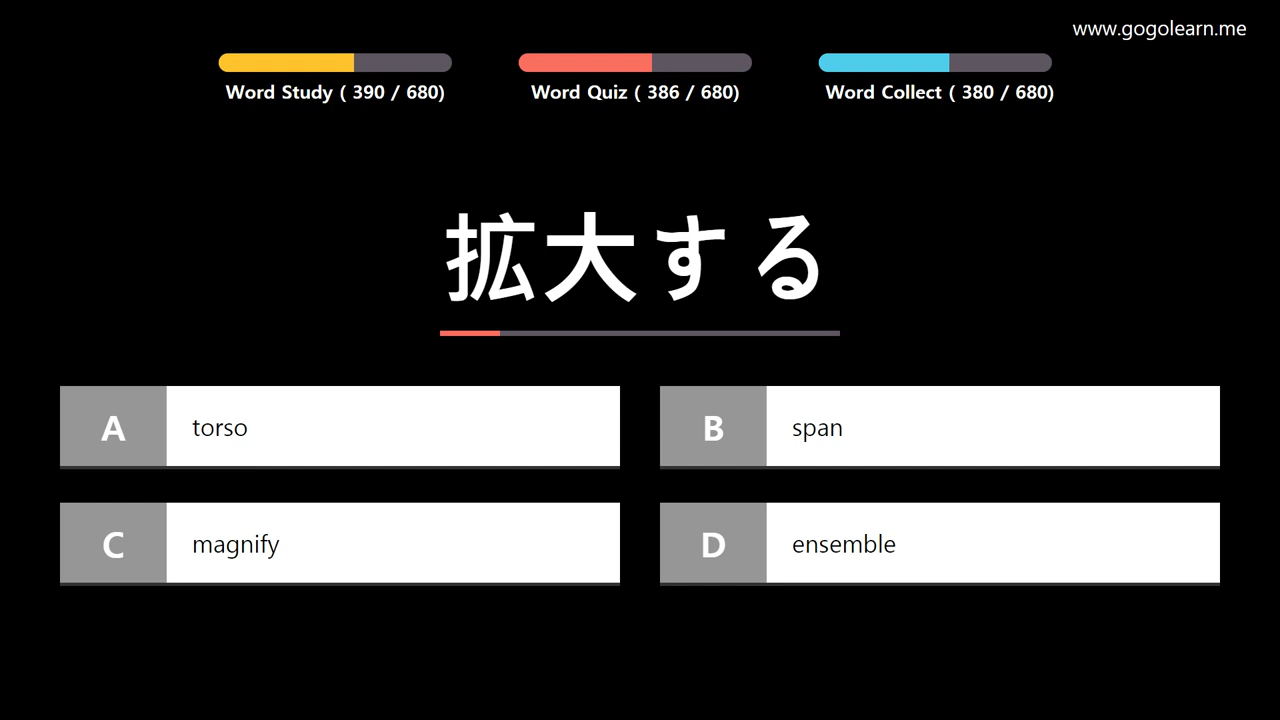 www.gogolearn.me
Word Study ( 390 / 680)
Word Quiz ( 386 / 680)
Word Collect ( 380 / 680)
拡大する
A torso
B span
C magnify
D ensemble